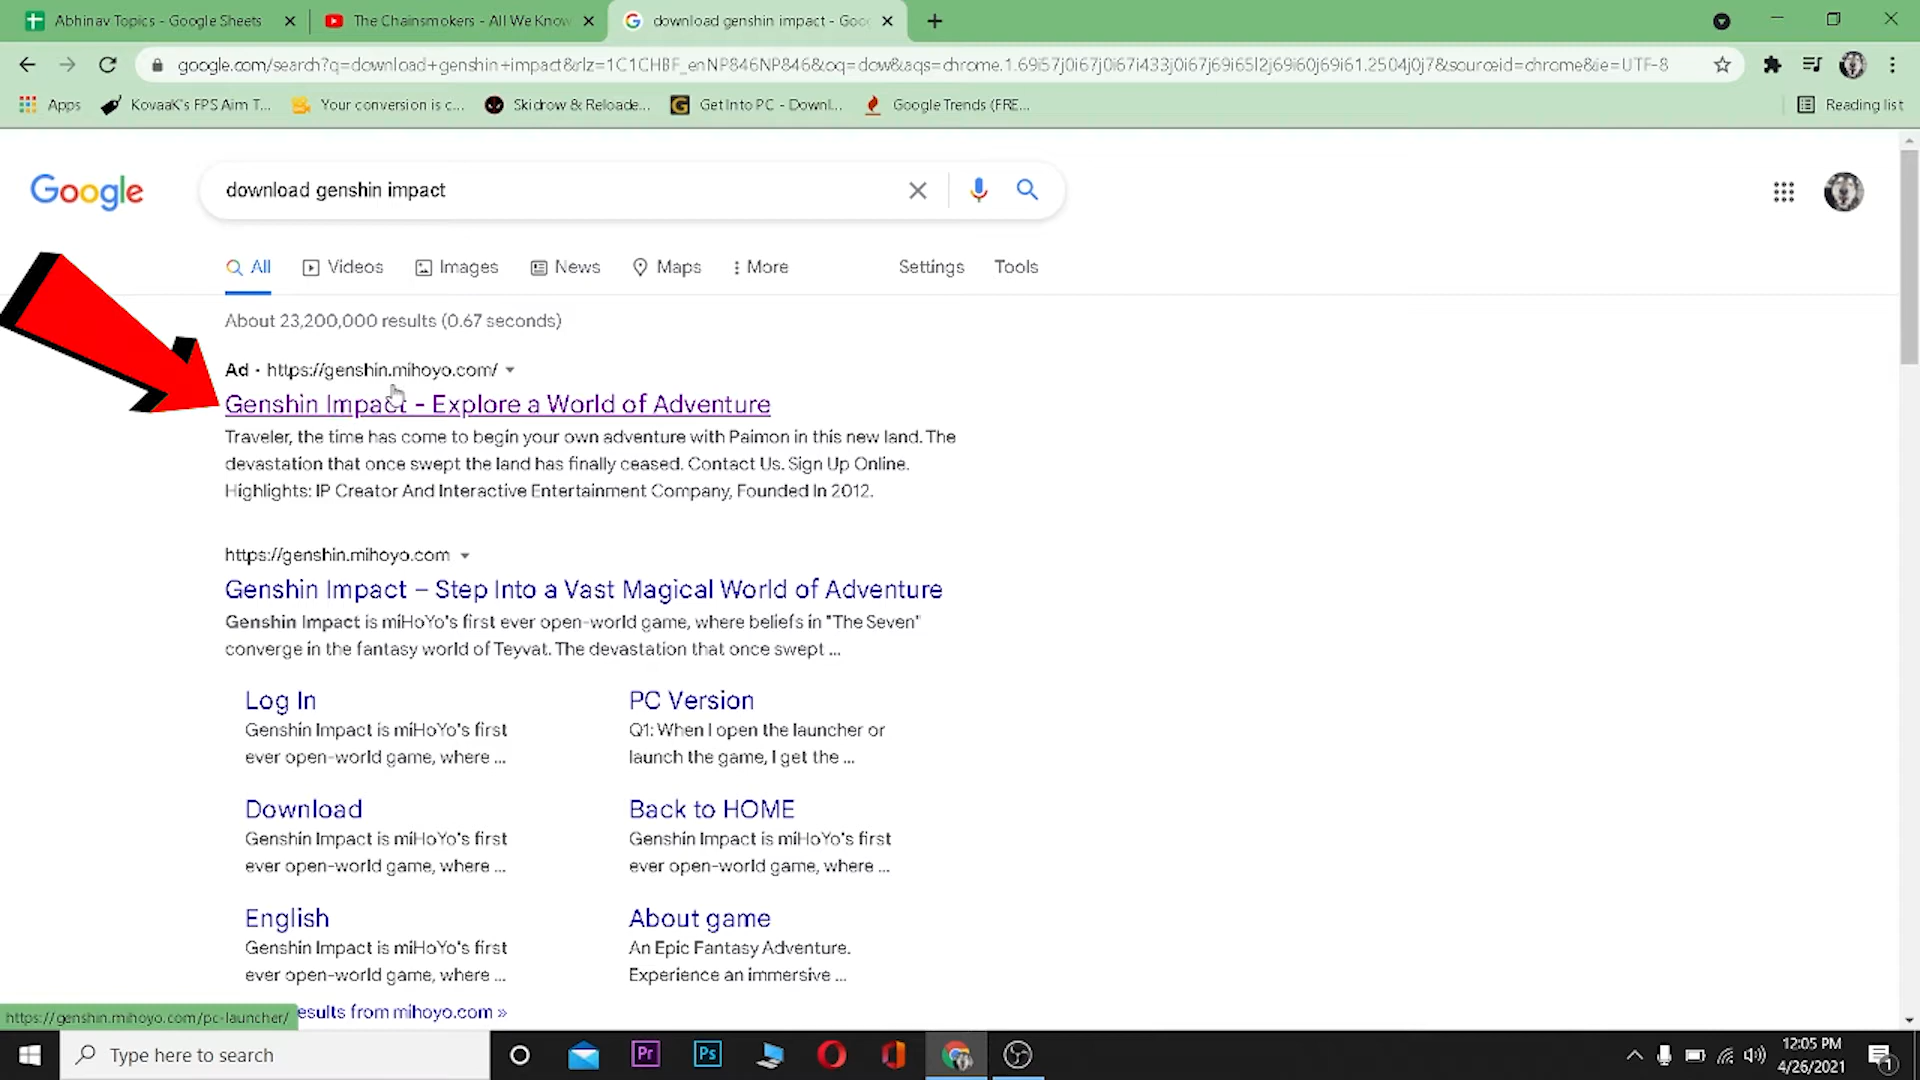 Abhinav Topics - Google Sheets
The Chainsmokers - All We Know
download genshin impact - Goo
google.com/search?q=download+genshin+impact&rlz=1C1CHBF_enNP846NP846&oq=dow&aqs=chrome.1.69i57j0i67j0i67i433j0i67j69i65l2j69i60j69i61.2504j0j7&sourceid=chrome&ie=UTF-8
Apps
KovaaK's FPS Aim T...
Your conversion is c...
Skidrow & Reloade...
Get Into PC - Downl...
Google Trends (FRE...
Reading list
Google
download genshin impact
All
Videos
Images
News
Maps
More
Settings
Tools
About 23,200,000 results (0.67 seconds)
Ad · https://genshin.mihoyo.com/
Genshin Impact - Explore a World of Adventure
Traveler, the time has come to begin your own adventure with Paimon in this new land. The
devastation that once swept the land has finally ceased. Contact Us. Sign Up Online.
Highlights: IP Creator And Interactive Entertainment Company, Founded In 2012.
https://genshin.mihoyo.com
Genshin Impact – Step Into a Vast Magical World of Adventure
Genshin Impact is miHoYo's first ever open-world game, where beliefs in "The Seven"
converge in the fantasy world of Teyvat. The devastation that once swept ...
Log In
Genshin Impact is miHoYo's first
ever open-world game, where ...
PC Version
Q1: When I open the launcher or
launch the game, I get the ...
Download
Genshin Impact is miHoYo's first
ever open-world game, where ...
Back to HOME
Genshin Impact is miHoYo's first
ever open-world game, where ...
English
Genshin Impact is miHoYo's first
ever open-world game, where ...
About game
An Epic Fantasy Adventure.
Experience an immersive ...
esults from mihoyo.com »
https://genshin.mihoyo.com/pc-launcher/
Type here to search
Pr
Ps
12:05 PM
4/26/2021
1